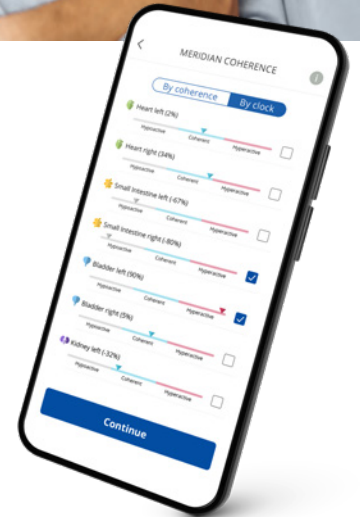 MERIDIAN COHERENCE
i
By coherence By clock
Heart left (2%)
Hypoactive Coherent Hyperactive
Heart right (34%)
Hypoactive Coherent Hyperactive
Small Intestine left (-67%)
Hypoactive Coherent Hyperactive
Small Intestine right (-80%)
Hypoactive Coherent Hyperactive
Bladder left (90%)
Hypoactive Coherent Hyperactive
Bladder right (5%)
Hypoactive Coherent Hyperactive
Kidney left (-32%)
Hypoactive Coherent Hyperactive
Continue